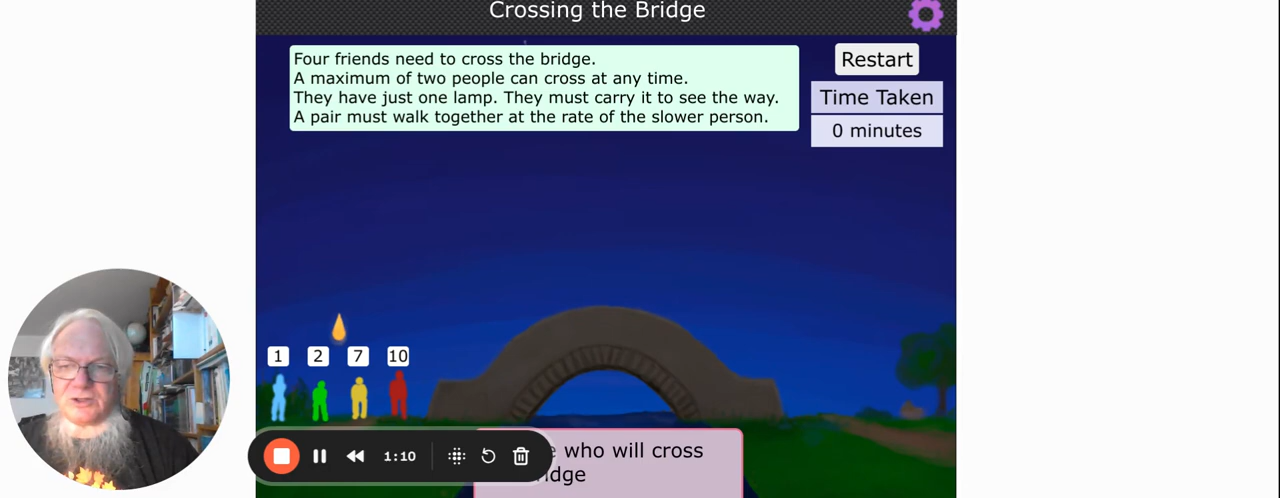 Crossing the Bridge
Four friends need to cross the bridge.
A maximum of two people can cross at any time.
They have just one lamp. They must carry it to see the way.
A pair must walk together at the rate of the slower person.
Restart
Time Taken
0 minutes
1 2 7 10
who will cross
1:10